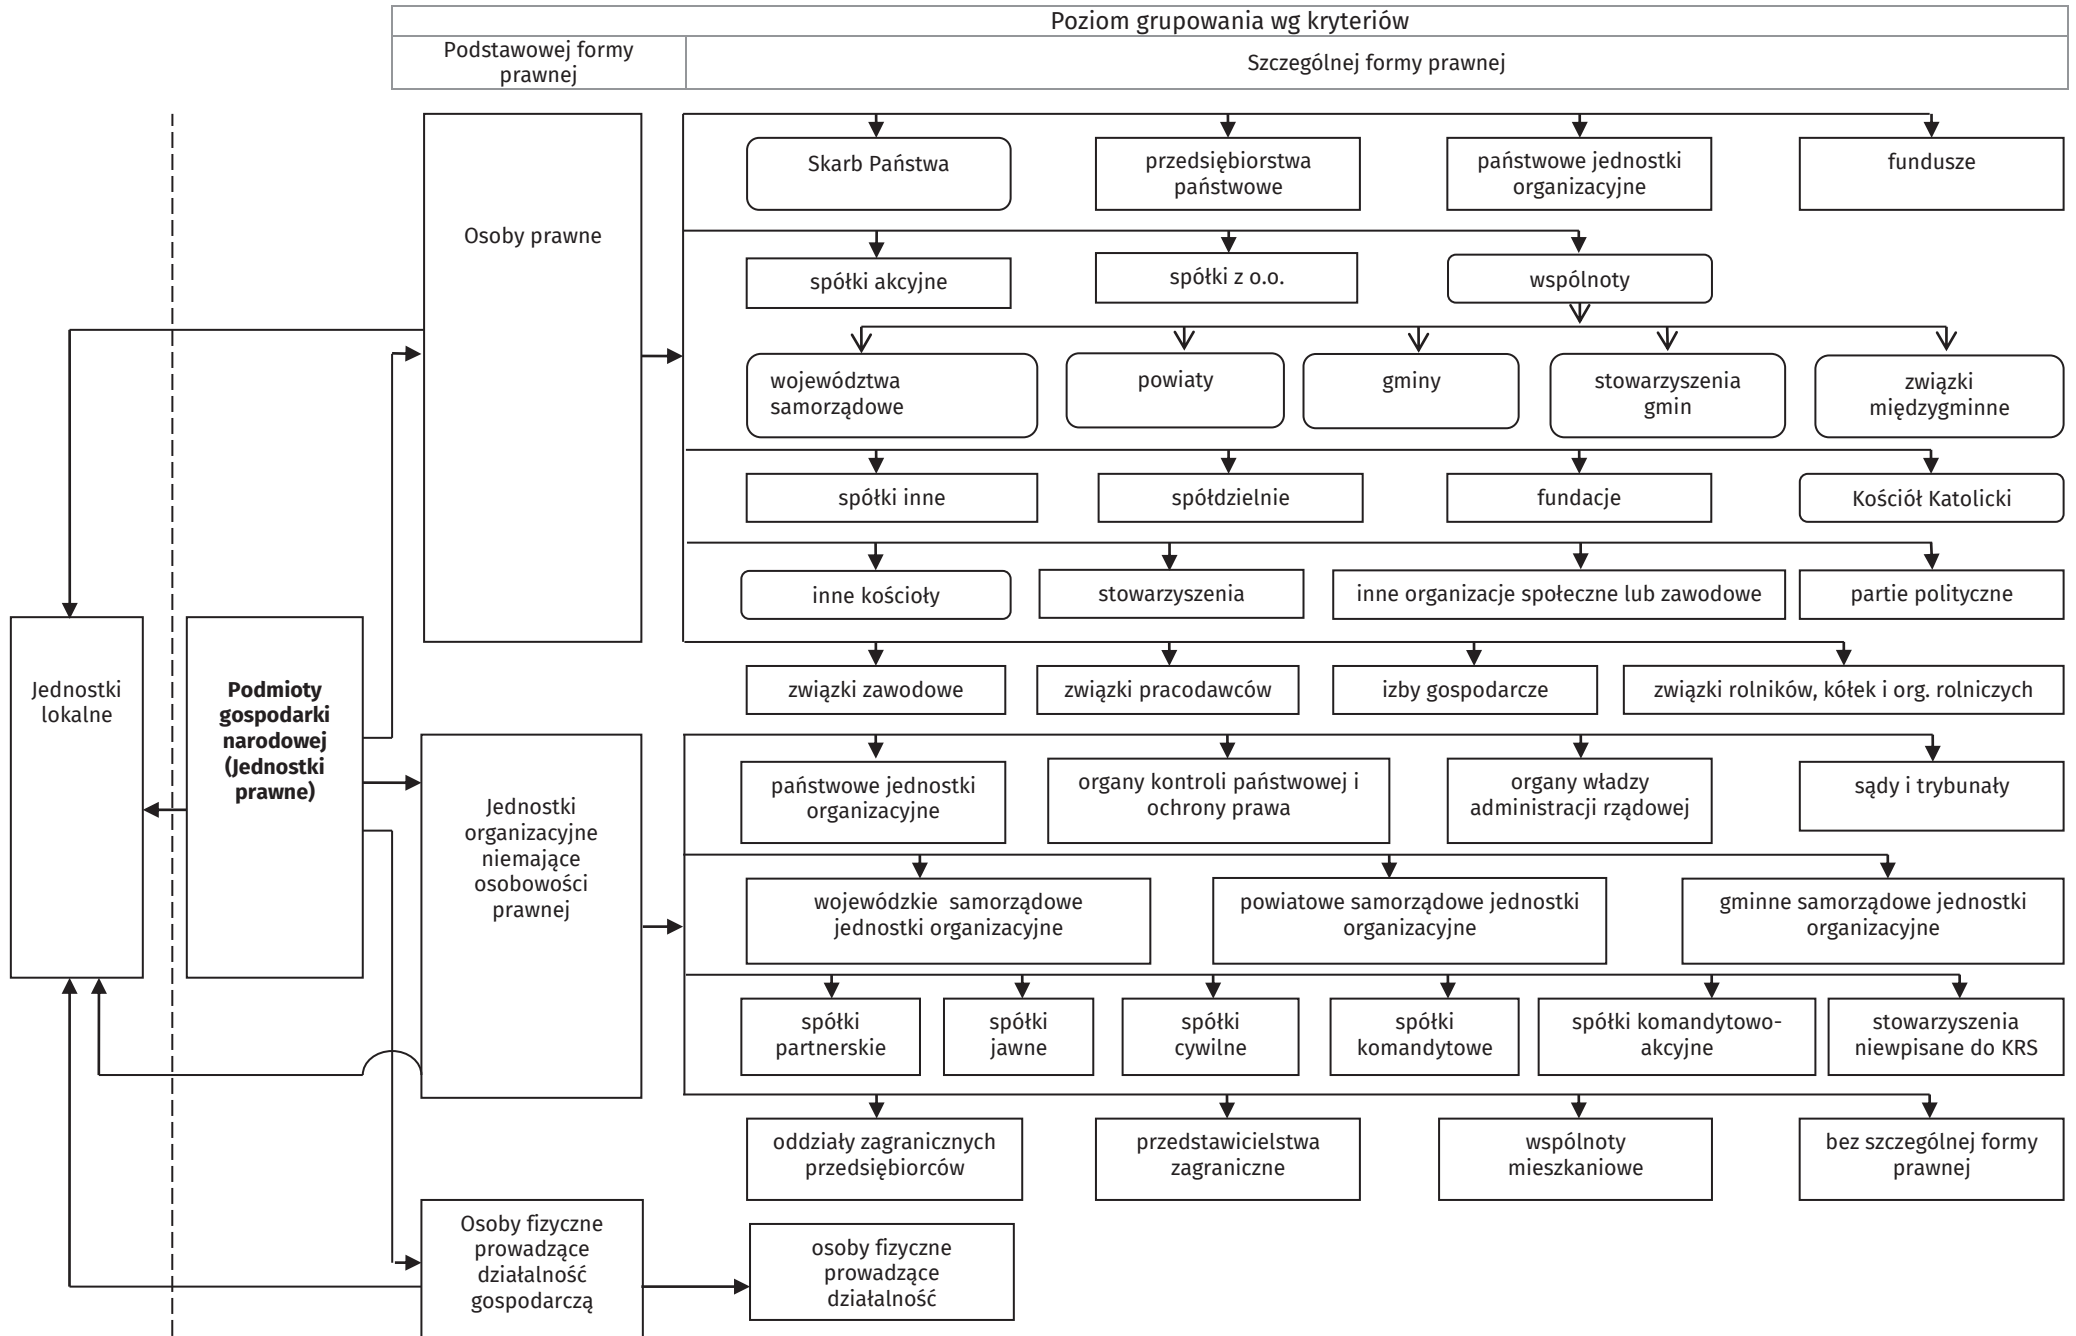 Poziom grupowania wg kryteriów
Podstawowej formy
prawnej
Szczególnej formy prawnej
Osoby prawne
Skarb Państwa
przedsiębiorstwa
państwowe
państwowe jednostki
organizacyjne
fundusze
spółki akcyjne
spółki z o.o.
wspólnoty
województwa
samorządowe
powiaty
gminy
stowarzyszenia
gmin
związki
międzygminne
spółki inne
spółdzielnie
fundacje
Kościół Katolicki
inne kościoły
stowarzyszenia
inne organizacje społeczne lub zawodowe
partie polityczne
związki zawodowe
związki pracodawców
izby gospodarcze
związki rolników, kółek i org. rolniczych
Jednostki
lokalne
Podmioty
gospodarki
narodowej
(Jednostki
prawne)
Jednostki
organizacyjne
niemające
osobowości
prawnej
państwowe jednostki
organizacyjne
organy kontroli państwowej i
ochrony prawa
organy władzy
administracji rządowej
sądy i trybunały
wojewódzkie  samorządowe
jednostki organizacyjne
powiatowe samorządowe jednostki
organizacyjne
gminne samorządowe jednostki
organizacyjne
spółki
partnerskie
spółki
jawne
spółki
cywilne
spółki
komandytowe
spółki komandytowo-
akcyjne
stowarzyszenia
niewpisane do KRS
oddziały zagranicznych
przedsiębiorców
przedstawicielstwa
zagraniczne
wspólnoty
mieszkaniowe
bez szczególnej formy
prawnej
Osoby fizyczne
prowadzące
działalność
gospodarczą
osoby fizyczne
prowadzące
działalność